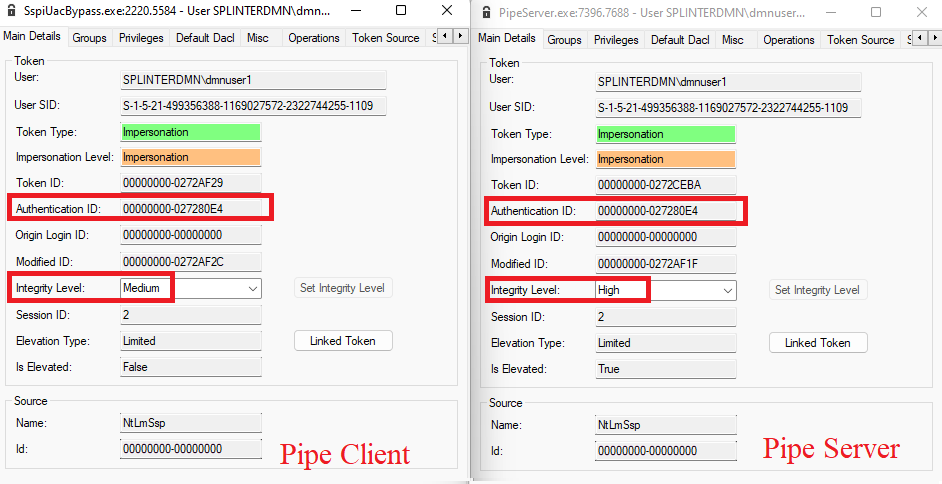 SspiUacBypass.exe:2220.5584 - User SPLINTERDMN\dmn...
Main Details Groups Privileges Default Dacl Misc Operations Token Source S
Token
User: SPLINTERDMN\dmnuser1
User SID: S-1-5-21-499356388-1169027572-2322744255-1109
Token Type: Impersonation
Impersonation Level: Impersonation
Token ID: 00000000-0272AF29
Authentication ID: 00000000-027280E4
Origin Login ID: 00000000-00000000
Modified ID: 00000000-0272AF2C
Integrity Level: Medium Set Integrity Level
Session ID: 2
Elevation Type: Limited Linked Token
Is Elevated: False
Source
Name: NtLmSsp
Id: 00000000-00000000
Pipe Client
PipeServer.exe:7396.7688 - User SPLINTERDMN\dmnuser...
Main Details Groups Privileges Default Dacl Misc Operations Token Source S
Token
User: SPLINTERDMN\dmnuser1
User SID: S-1-5-21-499356388-1169027572-2322744255-1109
Token Type: Impersonation
Impersonation Level: Impersonation
Token ID: 00000000-0272CEBA
Authentication ID: 00000000-027280E4
Origin Login ID: 00000000-00000000
Modified ID: 00000000-0272AF1F
Integrity Level: High Set Integrity Level
Session ID: 2
Elevation Type: Limited Linked Token
Is Elevated: True
Source
Name: NtLmSsp
Id: 00000000-00000000
Pipe Server